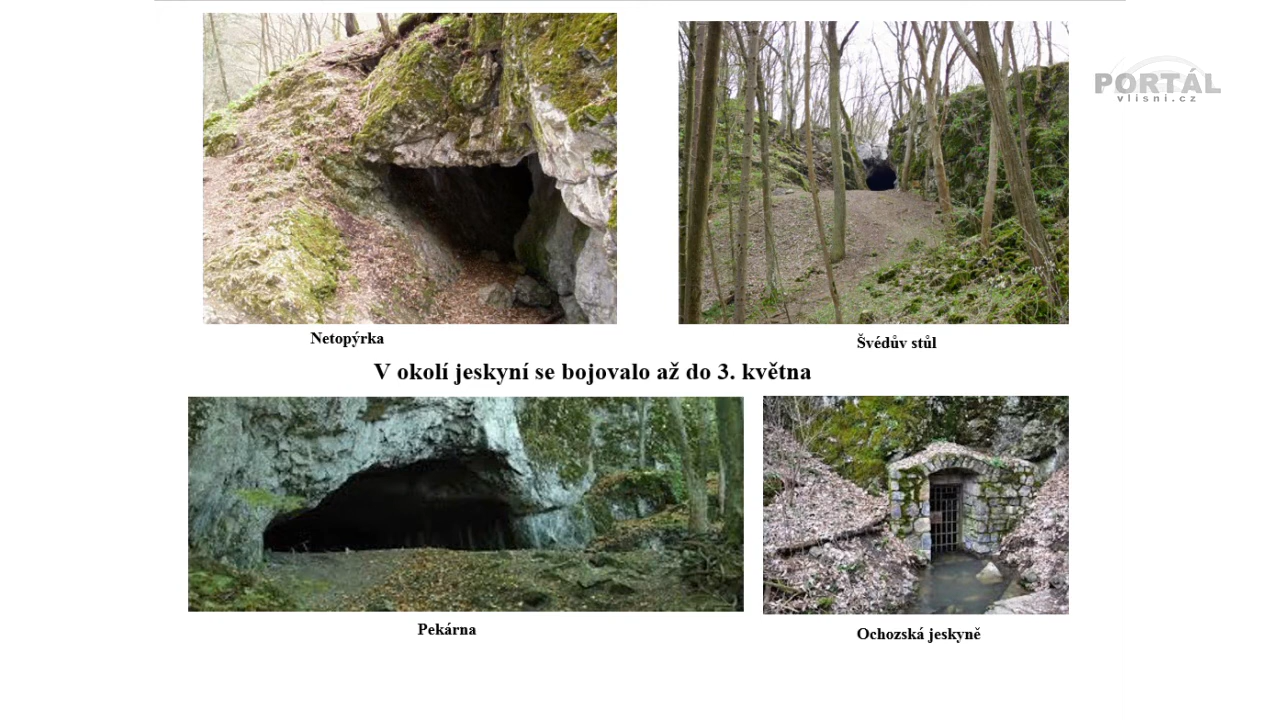 PORTÁL
vlisni.cz
Netopýrka
Švédův stůl
V okolí jeskyní se bojovalo až do 3. května
Pekárna
Ochozská jeskyně